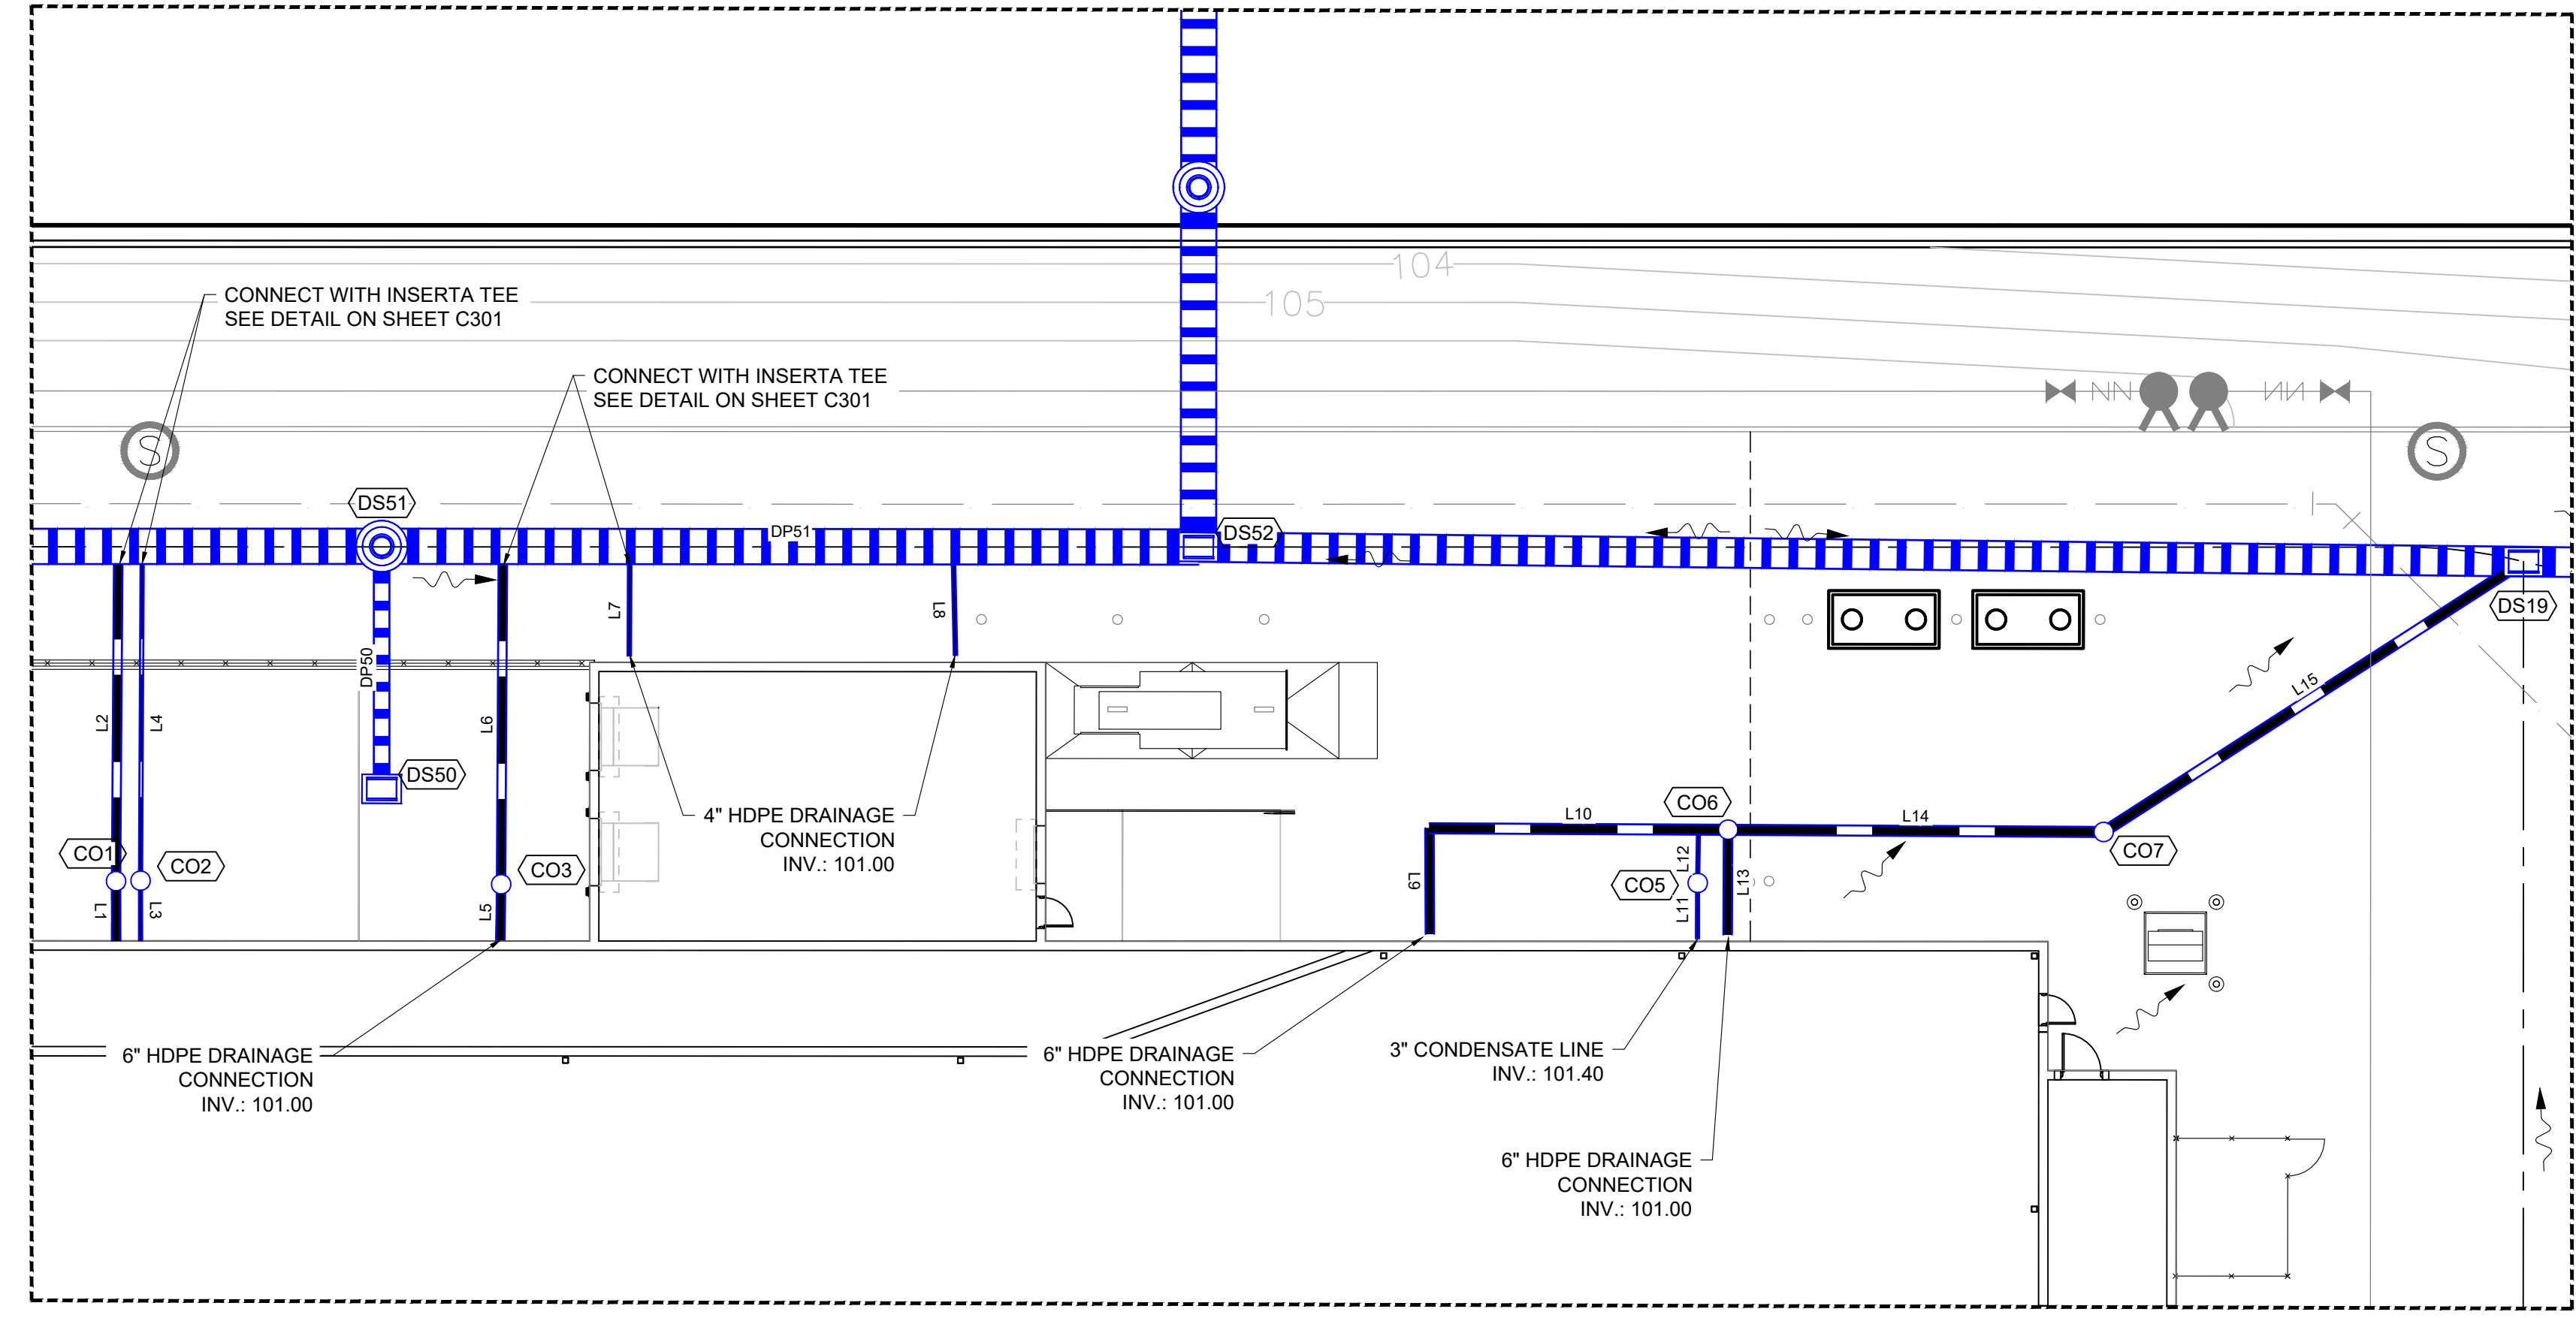 104
105
CONNECT WITH INSERTA TEE
SEE DETAIL ON SHEET C301
CONNECT WITH INSERTA TEE
SEE DETAIL ON SHEET C301
S
S
DS51
DP51
DS52
DS19
L7
L8
DP50
L2
L4
L6
L15
DS50
4" HDPE DRAINAGE
CONNECTION
INV.: 101.00
CO6
L10
L14
CO1
CO2
CO3
CO5
CO7
L12
L9
L13
L11
L1
L3
L5
6" HDPE DRAINAGE
CONNECTION
INV.: 101.00
6" HDPE DRAINAGE
CONNECTION
INV.: 101.00
3" CONDENSATE LINE
INV.: 101.40
6" HDPE DRAINAGE
CONNECTION
INV.: 101.00